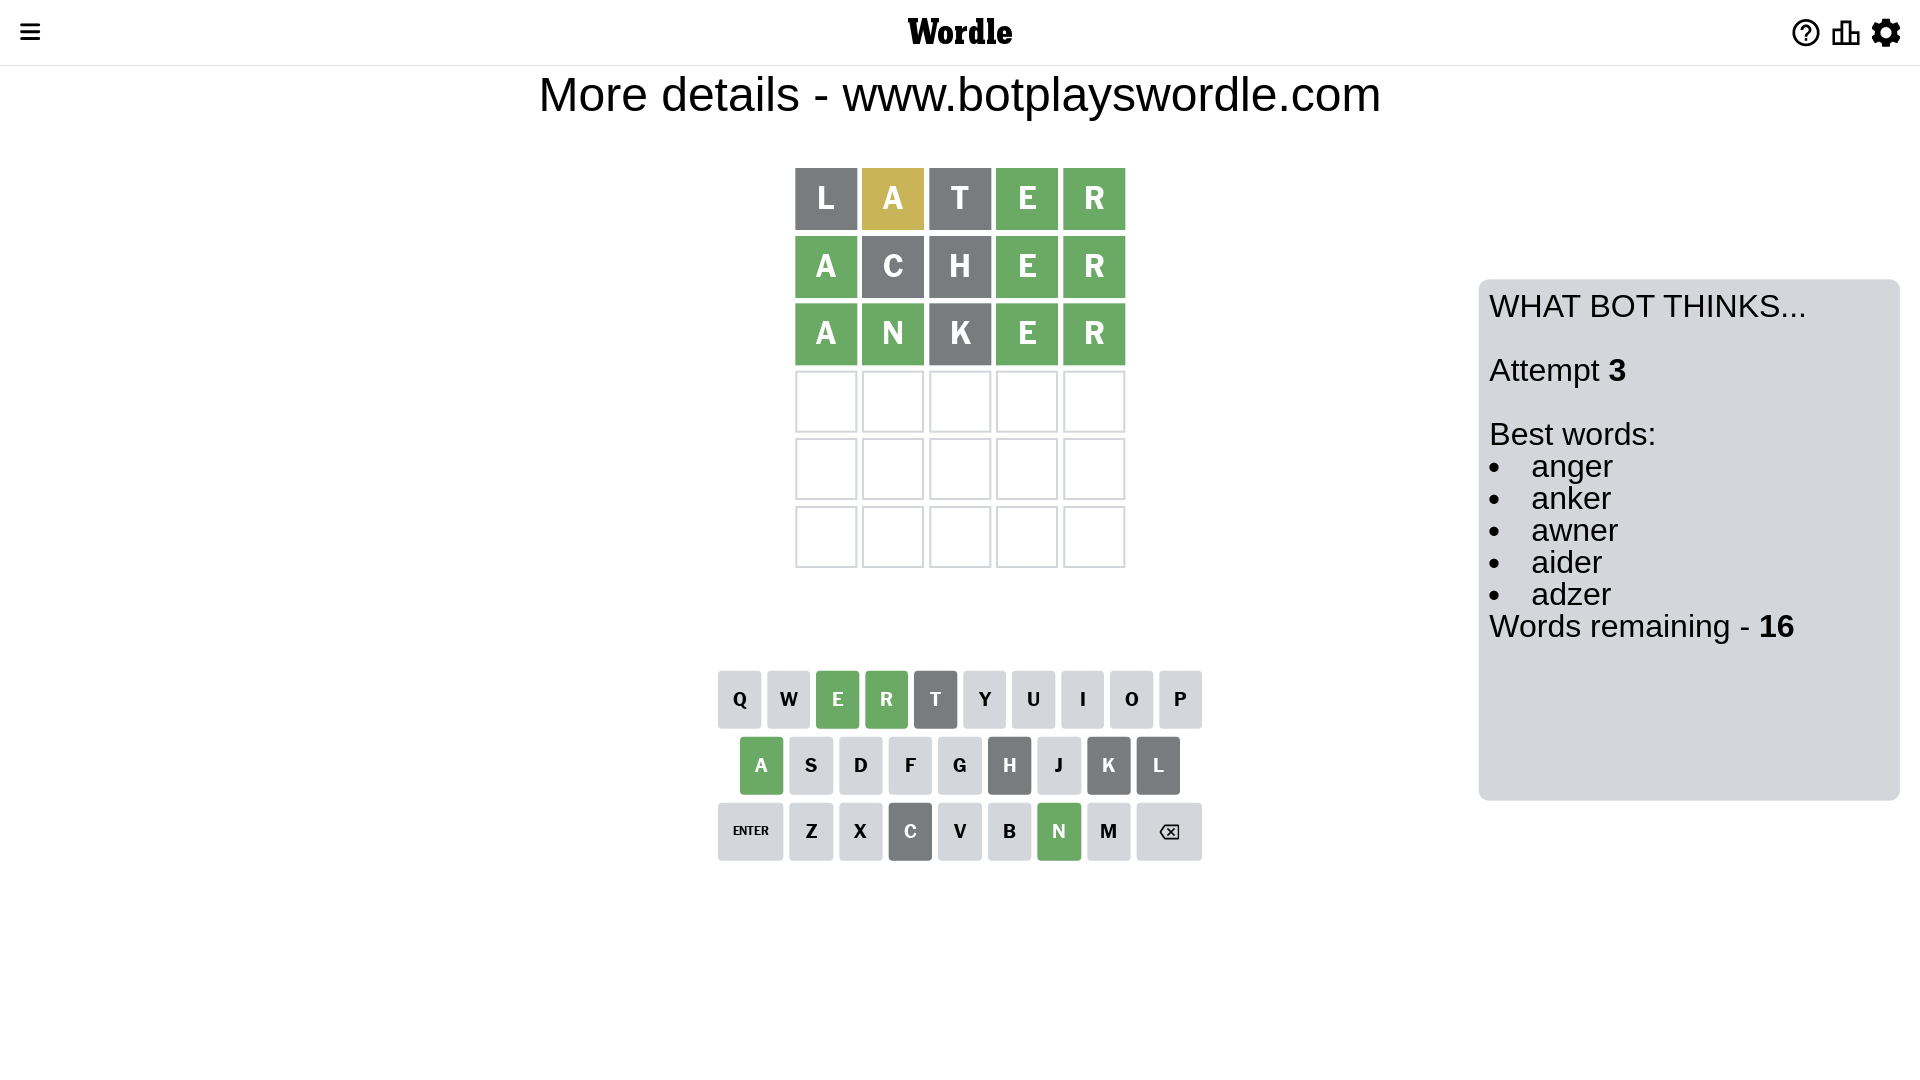 Wordle
More details - www.botplayswordle.com
L A T E R
A C H E R
A N K E R
WHAT BOT THINKS...
Attempt 3
Best words:
• anger
• anker
• awner
• aider
• adzer
Words remaining - 16
Q W E R T Y U I O P
A S D F G H J K L
ENTER Z X C V B N M